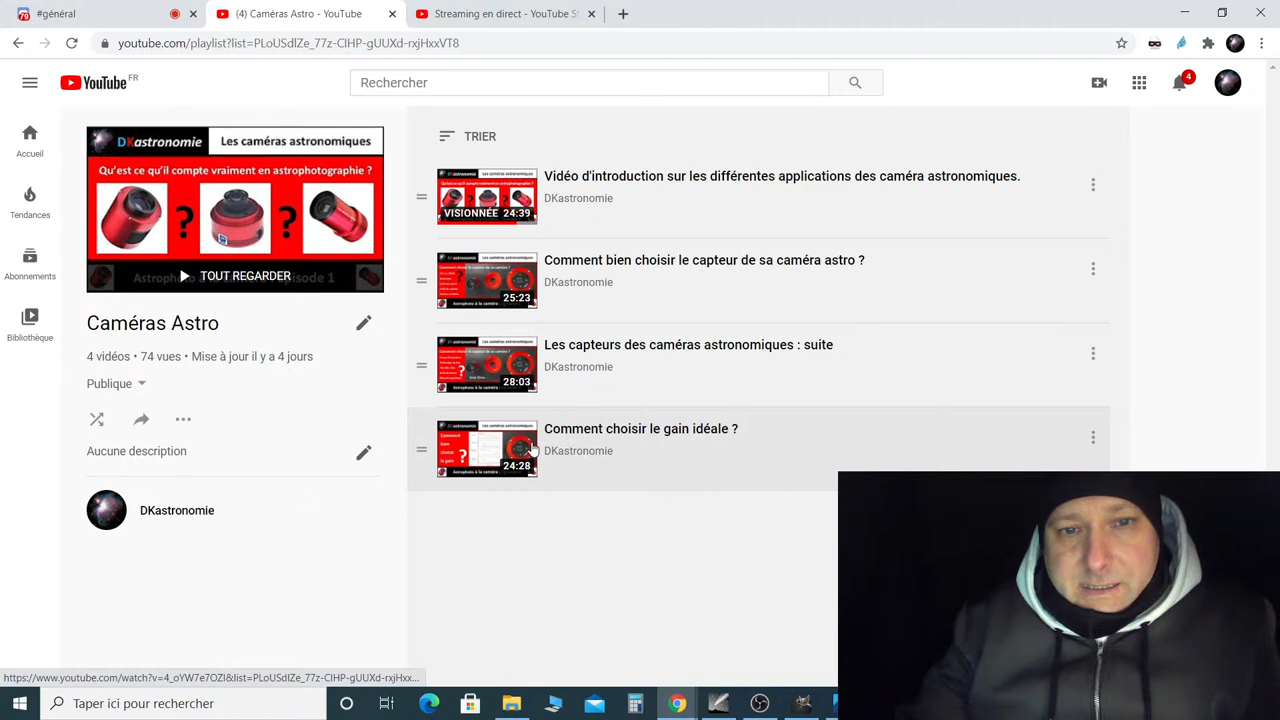 #général
(4) Caméras Astro - YouTube
Streaming en direct - YouTube St
youtube.com/playlist?list=PLoUSdIZe_77z-CIHP-gUUXd-rxjHxxVT8
YouTube FR
Rechercher
4
Accueil
Tendances
Abonnements
Bibliothèque
DKastronomie
Les caméras astronomiques
Qu'est ce qu'il compte vraiment en astrophotographie ?
? ?
TOUT REGARDER
Caméras Astro
4 vidéos • 74 vues • Mise à jour il y a 4 jours
Publique
Aucune description
DKastronomie
TRIER
Vidéo d'introduction sur les différentes applications des caméra astronomiques.
DKastronomie
VISIONNÉE 24:39
Comment bien choisir le capteur de sa caméra astro ?
DKastronomie
25:23
Les capteurs des caméras astronomiques : suite
DKastronomie
28:03
Comment choisir le gain idéale ?
DKastronomie
24:28
https://www.youtube.com/watch?v=4_oYW7e7OZI&list=PLoUSdIZe_77z-CIHP-gUUXd-rxjHxx...
Taper ici pour rechercher